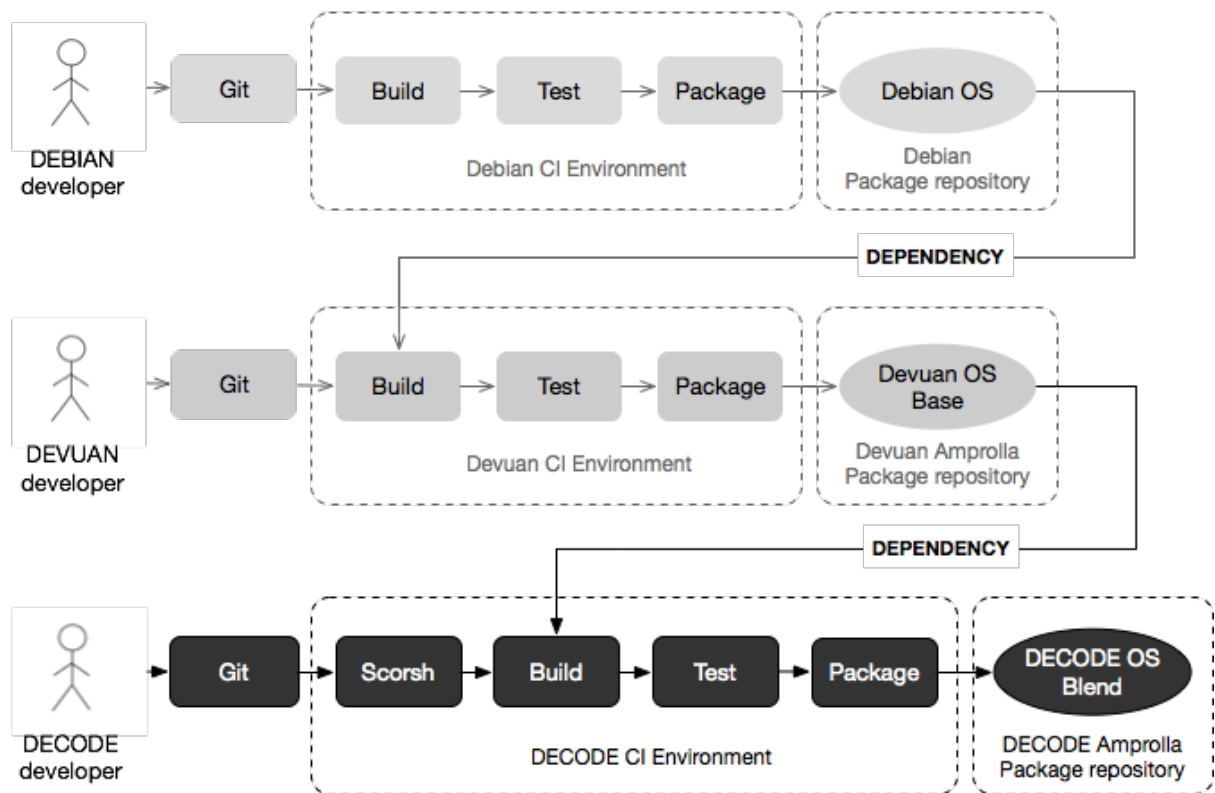 DEBIAN
developer
Git
Build
Test
Package
Debian CI Environment
Debian OS
Debian
Package repository
DEPENDENCY
DEVUAN
developer
Git
Build
Test
Package
Devuan CI Environment
Devuan OS
Base
Devuan Amprolla
Package repository
DEPENDENCY
DECODE
developer
Git
Scorsh
Build
Test
Package
DECODE CI Environment
DECODE OS
Blend
DECODE Amprolla
Package repository